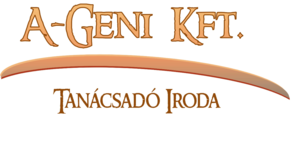 A-Geni Kft.
Tanácsadó Iroda